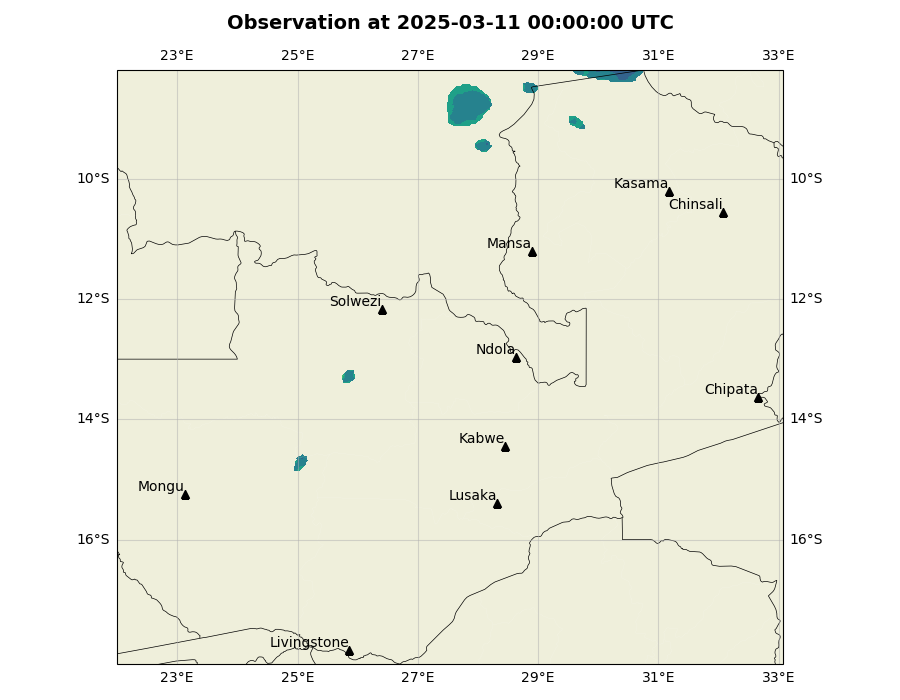 Observation at 2025-03-11 00:00:00 UTC
23°E 25°E 27°E 29°E 31°E 33°E
10°S 10°S
Kasama
Chinsali
Mansa
12°S 12°S
Solwezi
Ndola
Chipata
14°S 14°S
Kabwe
Mongu
Lusaka
16°S 16°S
Livingstone
23°E 25°E 27°E 29°E 31°E 33°E